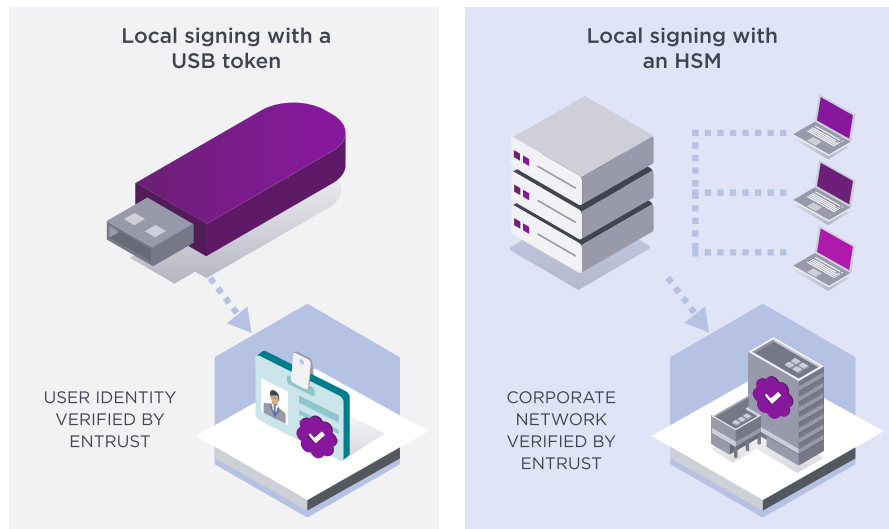 Local signing with a
USB token
USER IDENTITY
VERIFIED BY
ENTRUST
Local signing with
an HSM
CORPORATE
NETWORK
VERIFIED BY
ENTRUST